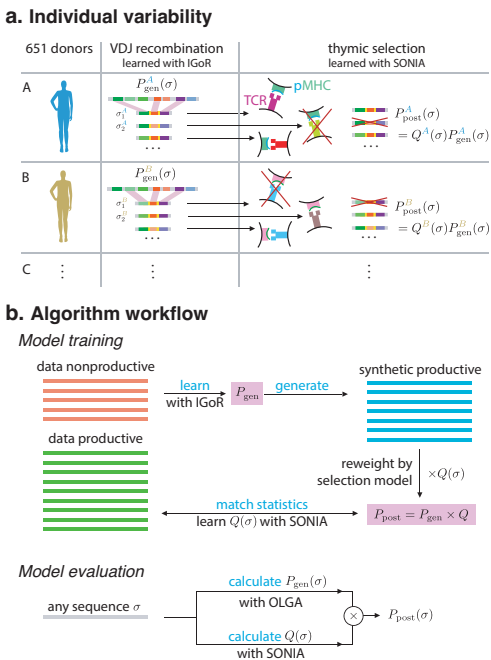 a. Individual variability
651 donors
VDJ recombination
learned with IGoR
thymic selection
learned with SONIA
A
P^A_gen(σ)
σ^A_1
σ^A_2
...
TCR
pMHC
...
P^A_post(σ)
= Q^A(σ)P^A_gen(σ)
B
P^B_gen(σ)
σ^B_1
σ^B_2
...
...
P^B_post(σ)
= Q^B(σ)P^B_gen(σ)
C ⋮ ⋮ ⋮
b. Algorithm workflow
Model training
data nonproductive
learn
with IGoR
P_gen
generate
synthetic productive
data productive
reweight by
selection model
×Q(σ)
match statistics
learn Q(σ) with SONIA
P_post = P_gen × Q
Model evaluation
any sequence σ
calculate P_gen(σ)
with OLGA
×
P_post(σ)
calculate Q(σ)
with SONIA